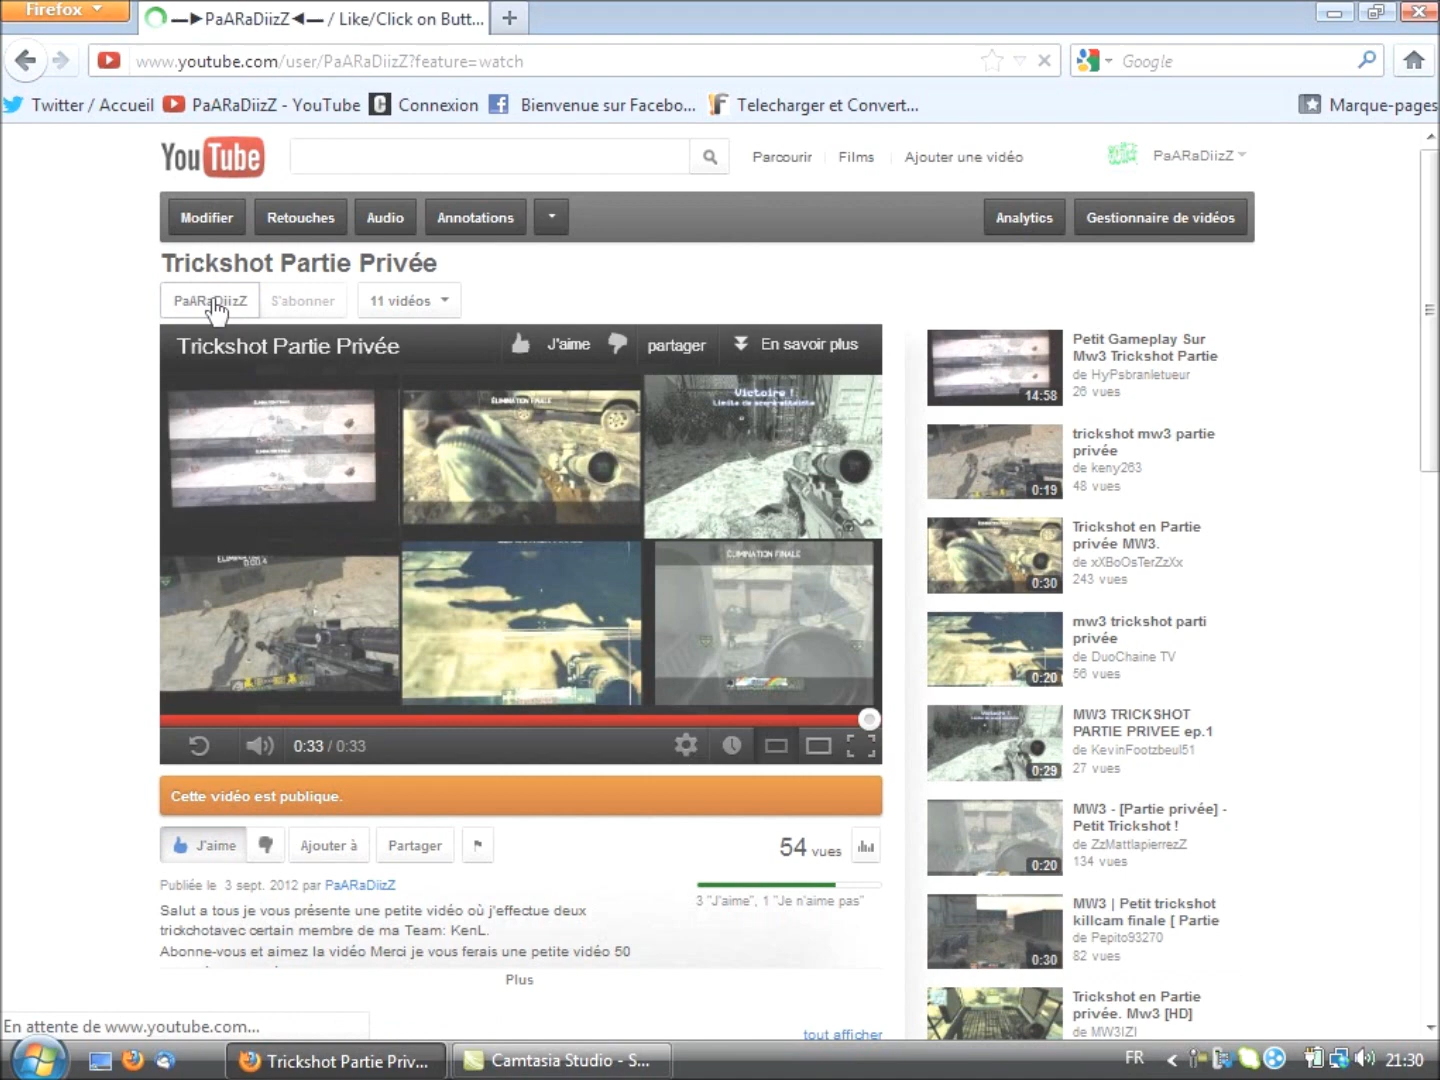 Firefox
—►PaARaDiizZ◄— / Like/Click on Butt...
www.youtube.com/user/PaARaDiizZ?feature=watch
Google
Twitter / Accueil
PaARaDiizZ - YouTube
Connexion
Bienvenue sur Facebo...
Telecharger et Convert...
Marque-pages
YouTube
Parcourir
Films
Ajouter une vidéo
PaARaDiizZ
Modifier
Retouches
Audio
Annotations
Analytics
Gestionnaire de vidéos
Trickshot Partie Privée
PaARaDiizZ
S'abonner
11 vidéos
Trickshot Partie Privée
J'aime
partager
En savoir plus
ÉLIMINATION FINALE
Victoire !
Limite de score atteinte
ÉLIMINATION FINALE
0:33 / 0:33
Cette vidéo est publique.
J'aime
Ajouter à
Partager
54 vues
Publiée le 3 sept. 2012 par PaARaDiizZ
3 "J'aime", 1 "Je n'aime pas"
Salut a tous je vous présente une petite vidéo où j'effectue deux
trickchotavec certain membre de ma Team: KenL.
Abonne-vous et aimez la vidéo Merci je vous ferais une petite vidéo 50
Plus
tout afficher
Petit Gameplay Sur
Mw3 Trickshot Partie
de HyPsbranletueur
26 vues
14:58
trickshot mw3 partie
privée
de keny263
48 vues
0:19
Trickshot en Partie
privée MW3.
de xXBoOsTerZzXx
243 vues
0:30
mw3 trickshot parti
privée
de DuoChaine TV
56 vues
0:20
MW3 TRICKSHOT
PARTIE PRIVEE ep.1
de KevinFootzbeul51
27 vues
0:29
MW3 - [Partie privée] -
Petit Trickshot !
de ZzMattlapierrezZ
134 vues
0:20
MW3 | Petit trickshot
killcam finale [ Partie
de Pepito93270
82 vues
0:30
Trickshot en Partie
privée. Mw3 [HD]
de MW3IZI
En attente de www.youtube.com...
Trickshot Partie Priv...
Camtasia Studio - S...
FR
21:30